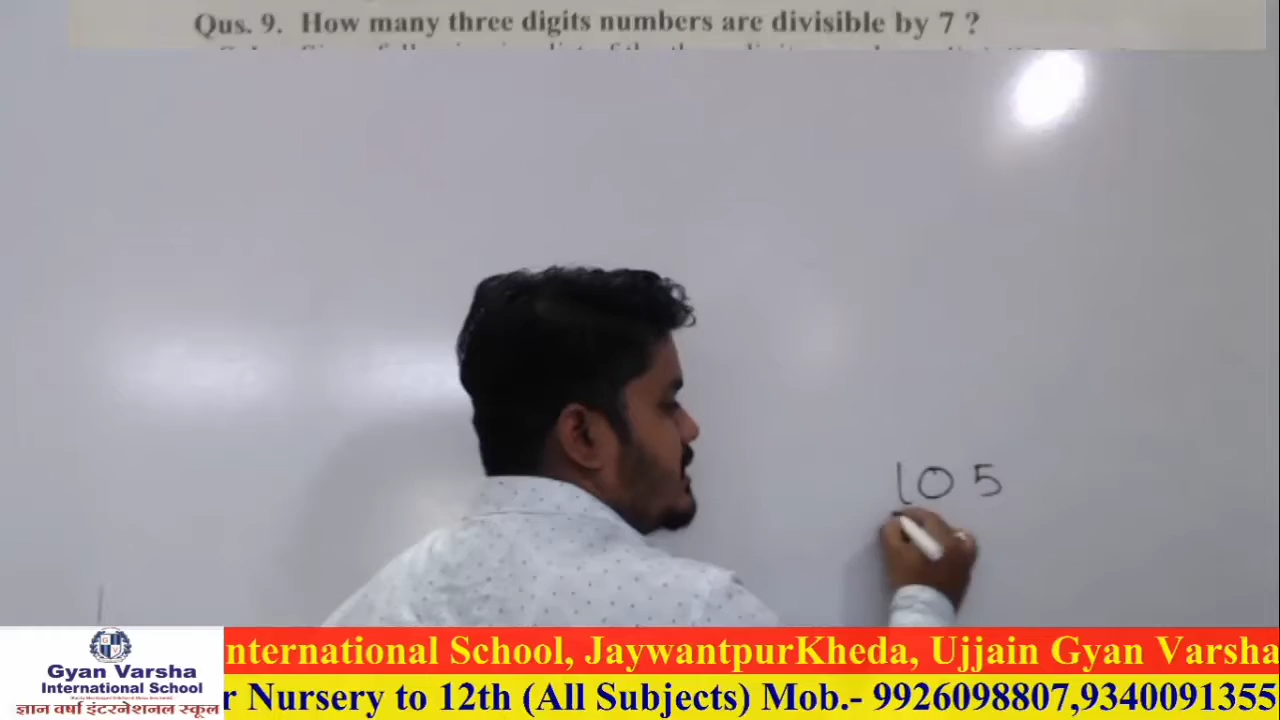 Qus. 9. How many three digits numbers are divisible by 7 ?
105
Gyan Varsha
International School
ज्ञान वर्षा इंटरनेशनल स्कूल
nternational School, JaywantpurKheda, Ujjain Gyan Varsha
r Nursery to 12th (All Subjects) Mob.- 9926098807,9340091355